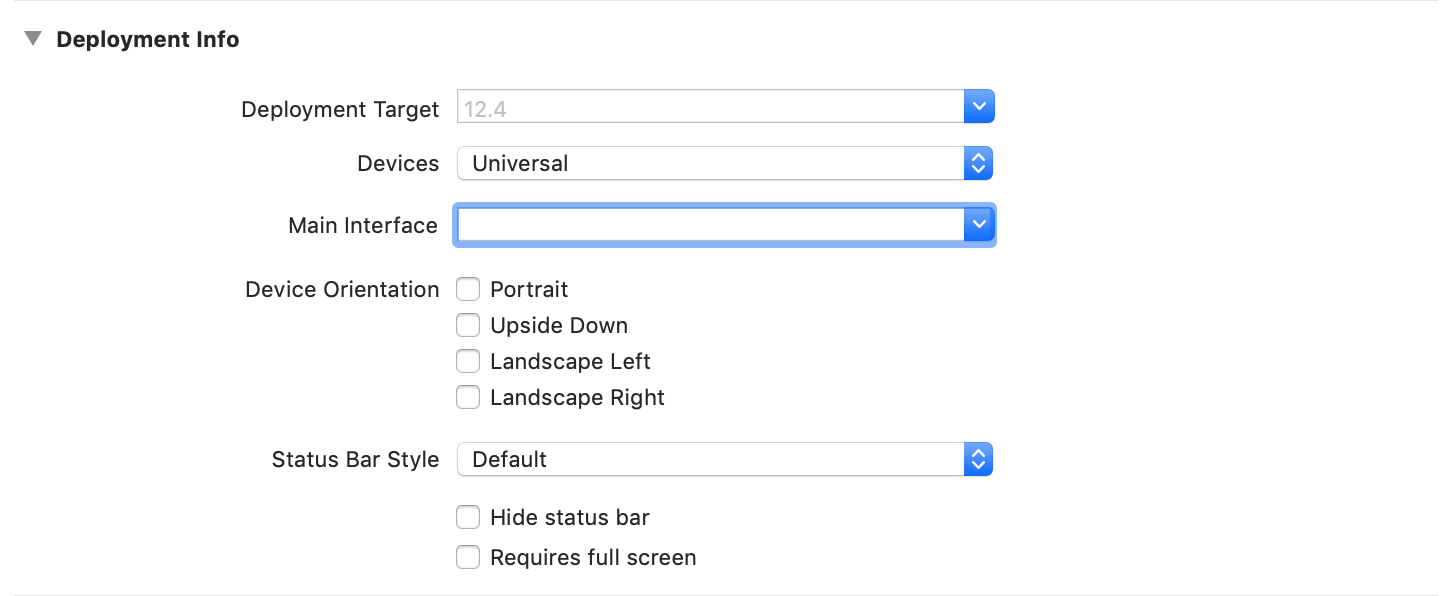 Deployment Info
Deployment Target 12.4
Devices Universal
Main Interface
Device Orientation Portrait
Upside Down
Landscape Left
Landscape Right
Status Bar Style Default
Hide status bar
Requires full screen